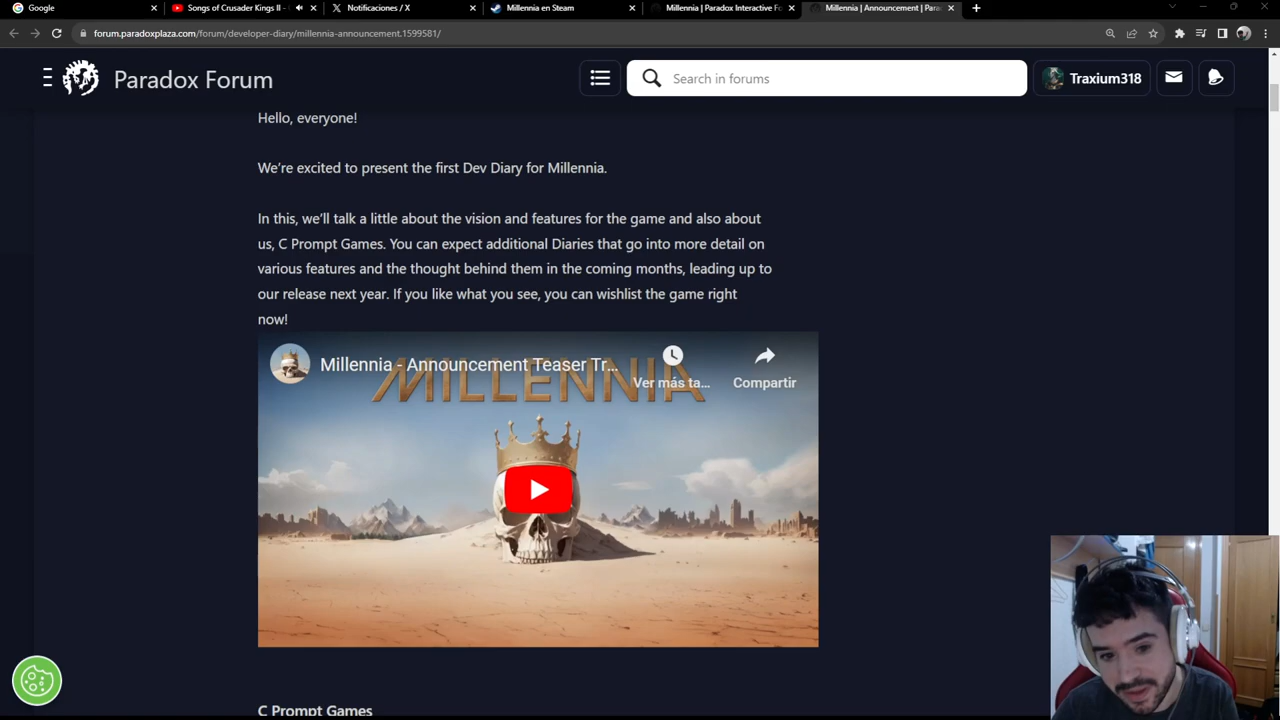 Google
Songs of Crusader Kings II -
Notificaciones / X
Millennia en Steam
Millennia | Paradox Interactive Fo
Millennia | Announcement | Para
forum.paradoxplaza.com/forum/developer-diary/millennia-announcement.1599581/
Paradox Forum
Search in forums
Traxium318
Hello, everyone!
We're excited to present the first Dev Diary for Millennia.
In this, we'll talk a little about the vision and features for the game and also about
us, C Prompt Games. You can expect additional Diaries that go into more detail on
various features and the thought behind them in the coming months, leading up to
our release next year. If you like what you see, you can wishlist the game right
now!
Millennia - Announcement Teaser Tr...
Ver más ta...
Compartir
MILLENNIA
C Prompt Games